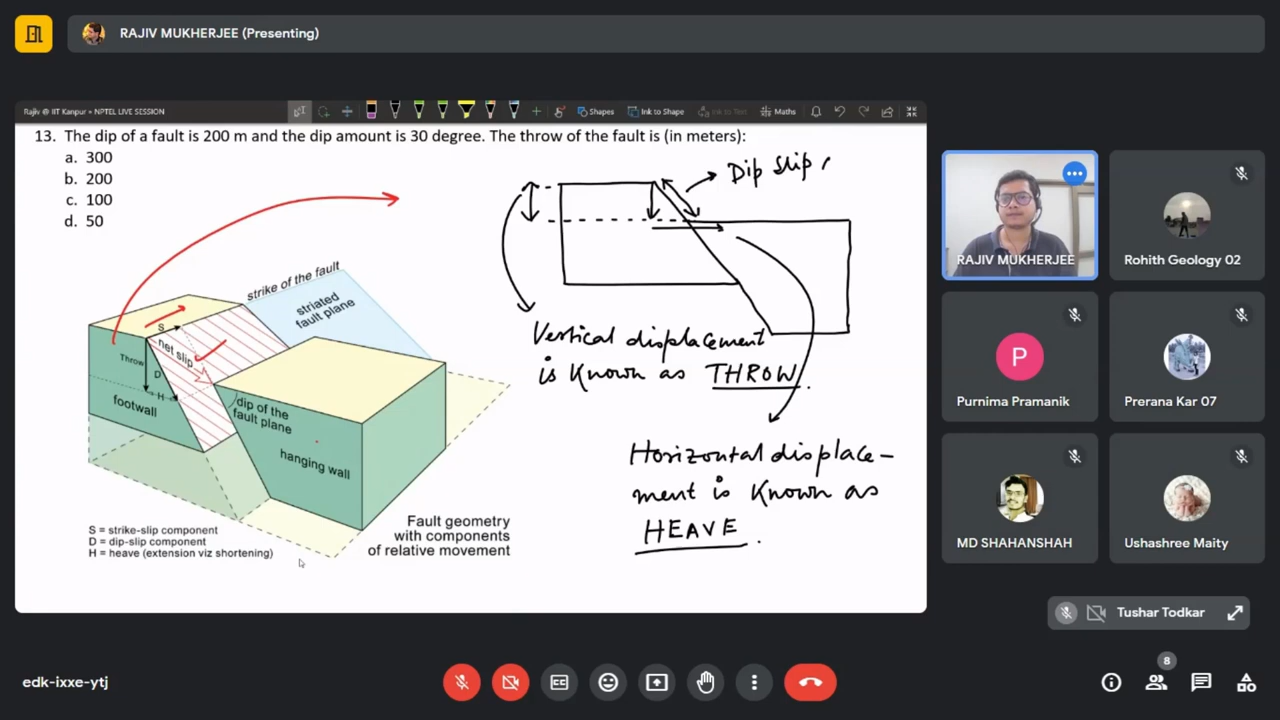 RAJIV MUKHERJEE (Presenting)
Rajiv @ IIT Kanpur × NPTEL LIVE SESSION
Shapes
Ink to Shape
Ink to Text
Maths
13. The dip of a fault is 200 m and the dip amount is 30 degree. The throw of the fault is (in meters):
a. 300
b. 200
c. 100
d. 50
Dip slip
strike of the fault
striated
fault plane
S
net slip
Throw
D
H
footwall
dip of the
fault plane
hanging wall
S = strike-slip component
D = dip-slip component
H = heave (extension viz shortening)
Fault geometry
with components
of relative movement
Vertical displacement
is known as THROW.
Horizontal displace-
ment is known as
HEAVE.
RAJIV MUKHERJEE
Rohith Geology 02
P
Purnima Pramanik
Prerana Kar 07
MD SHAHANSHAH
Ushashree Maity
Tushar Todkar
edk-ixxe-ytj
8